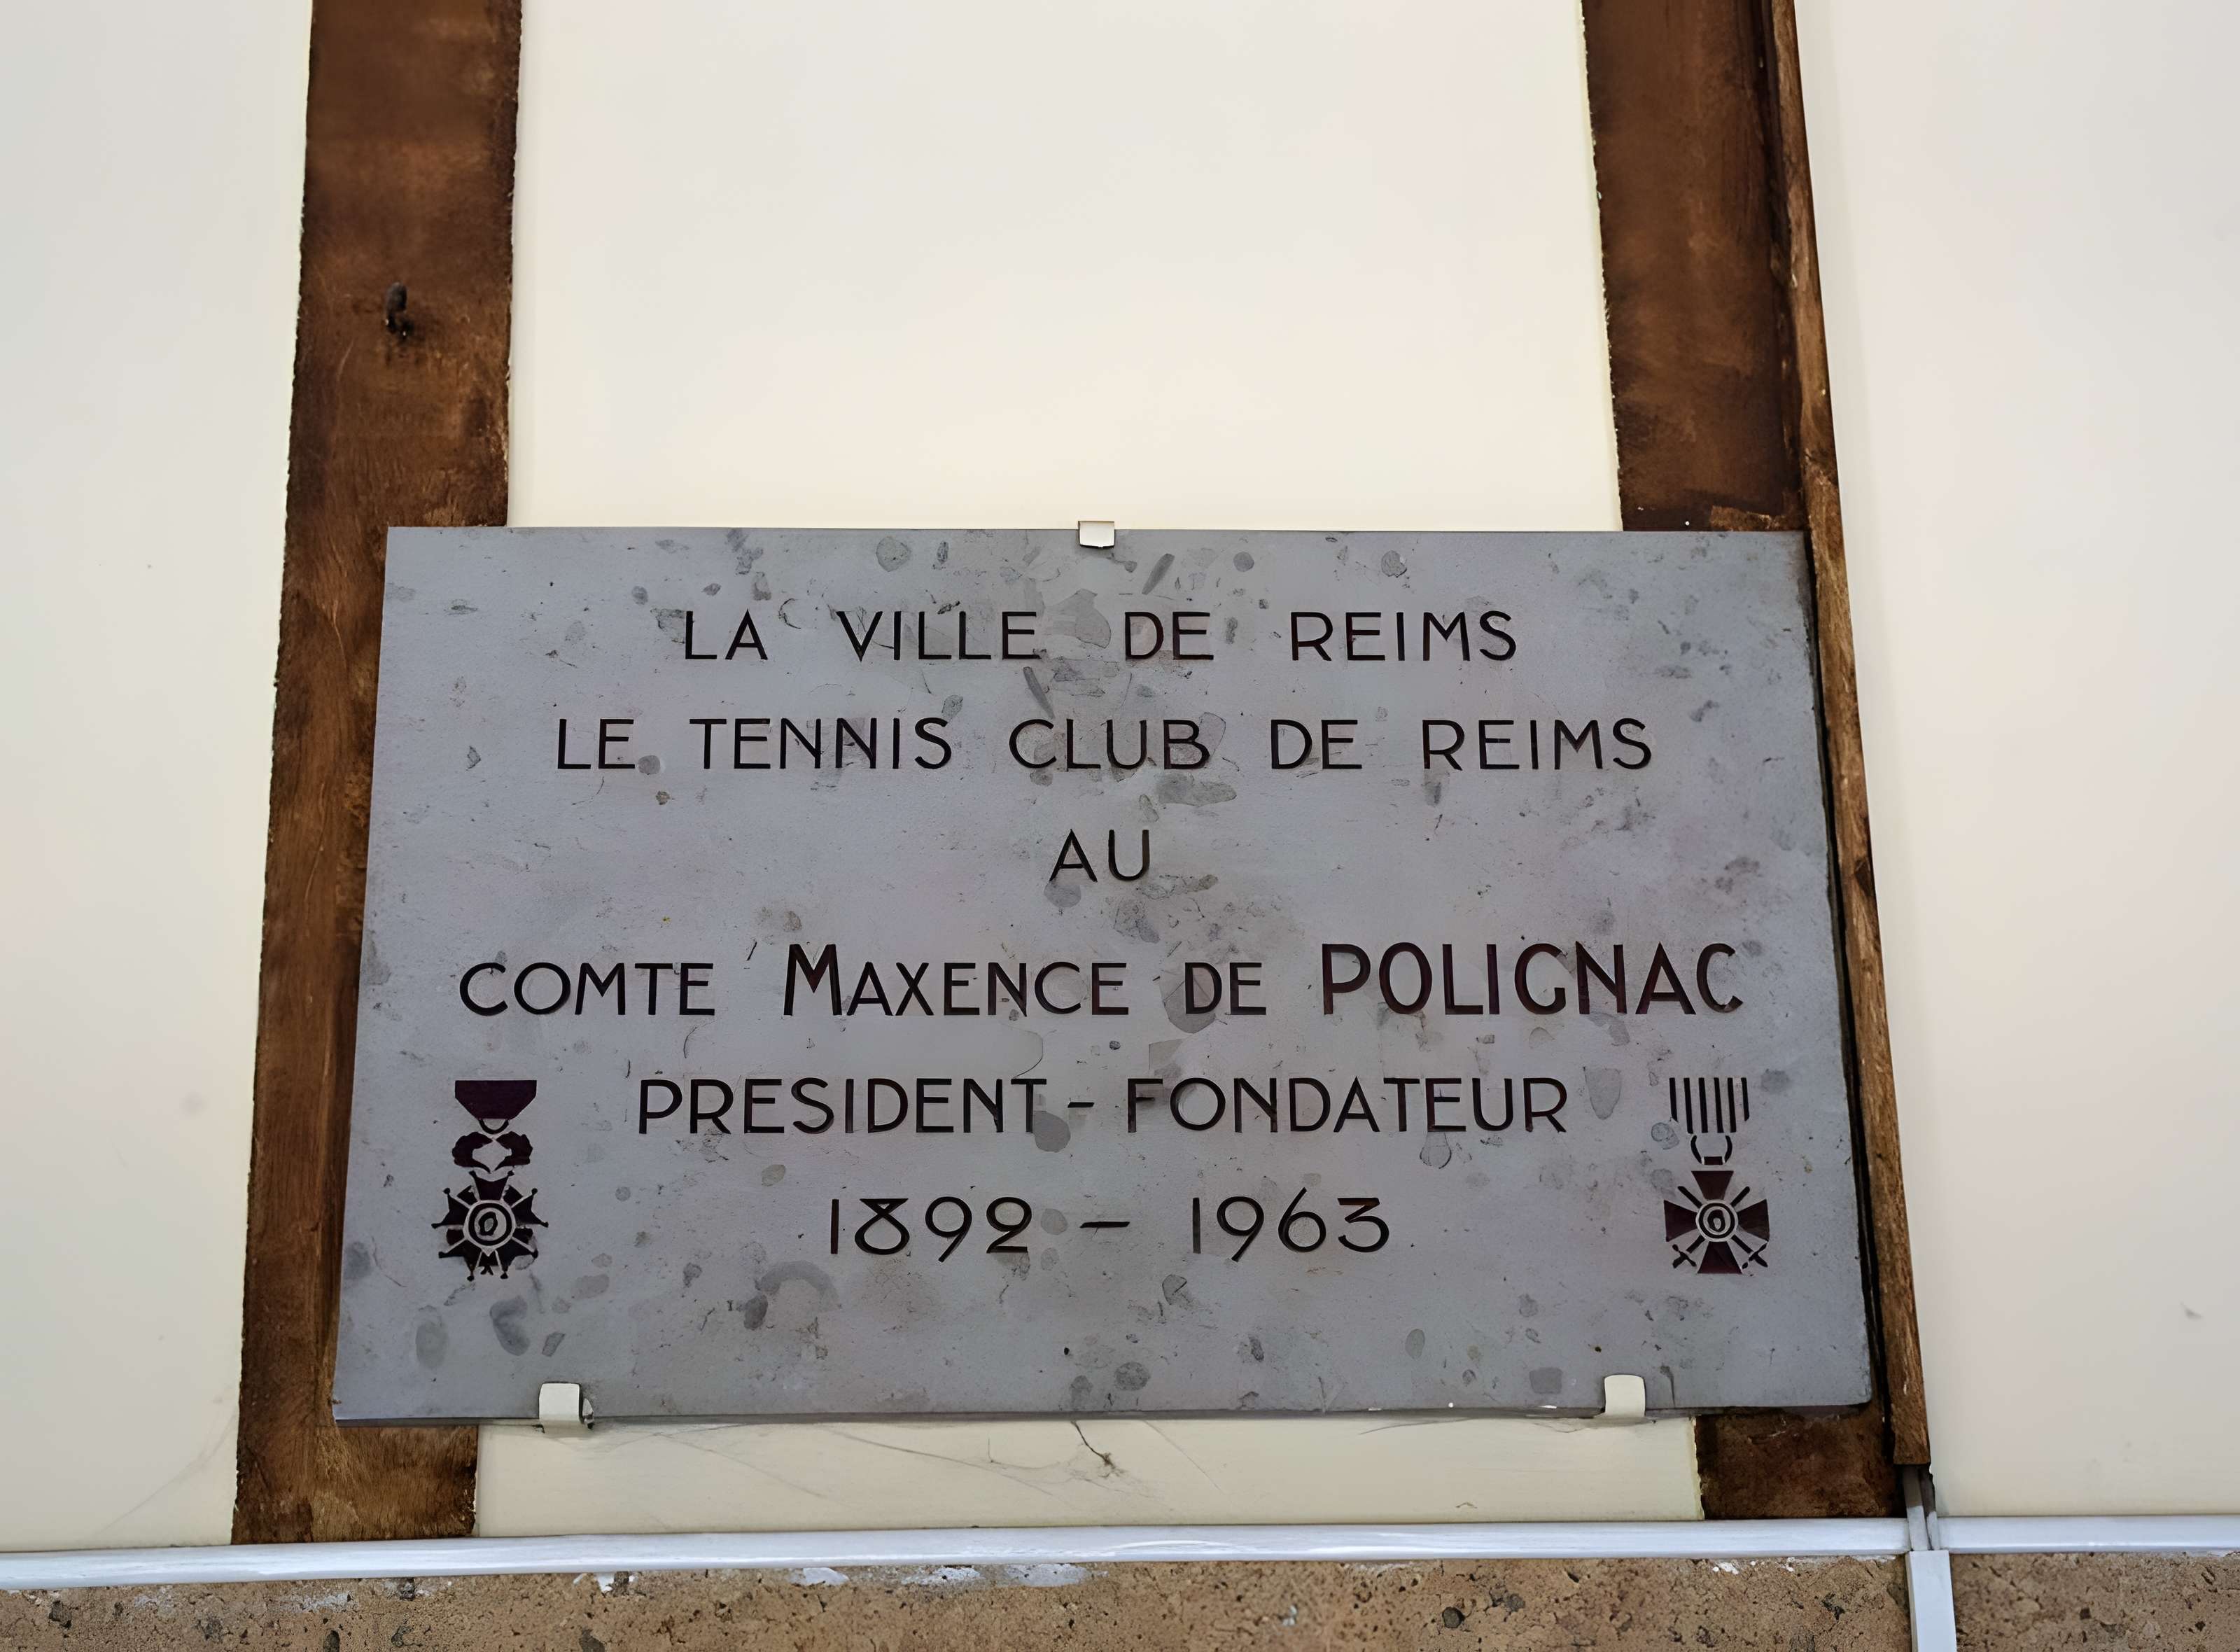 LA VILLE DE REIMS
LE TENNIS CLUB DE REIMS
AU
COMTE MAXENCE DE POLIGNAC
PRESIDENT - FONDATEUR
1892 - 1963